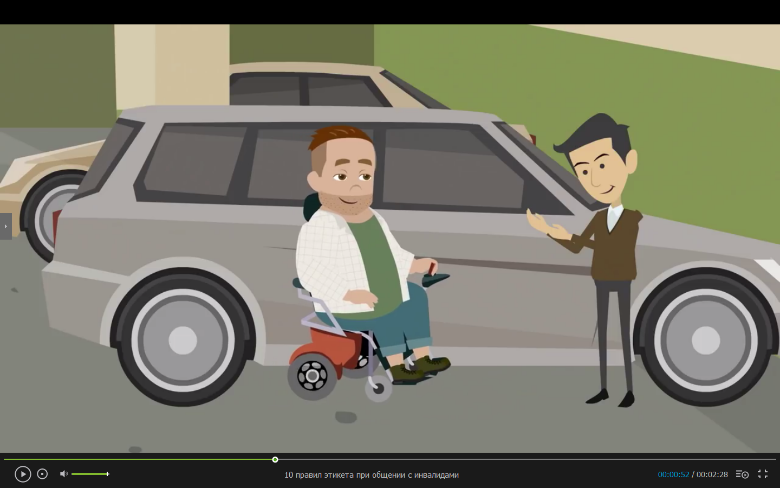 10 правил этикета при общении с инвалидами
00:00:52 / 00:02:28